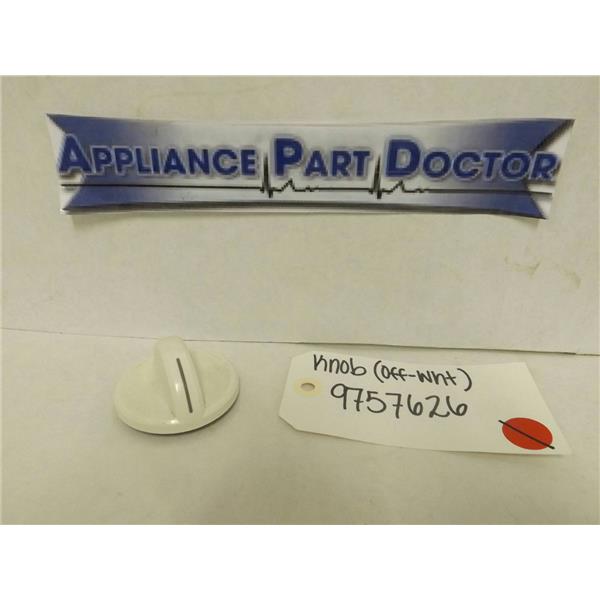 APPLIANCE PART DOCTOR
Knob (Off-Wht)
9757626